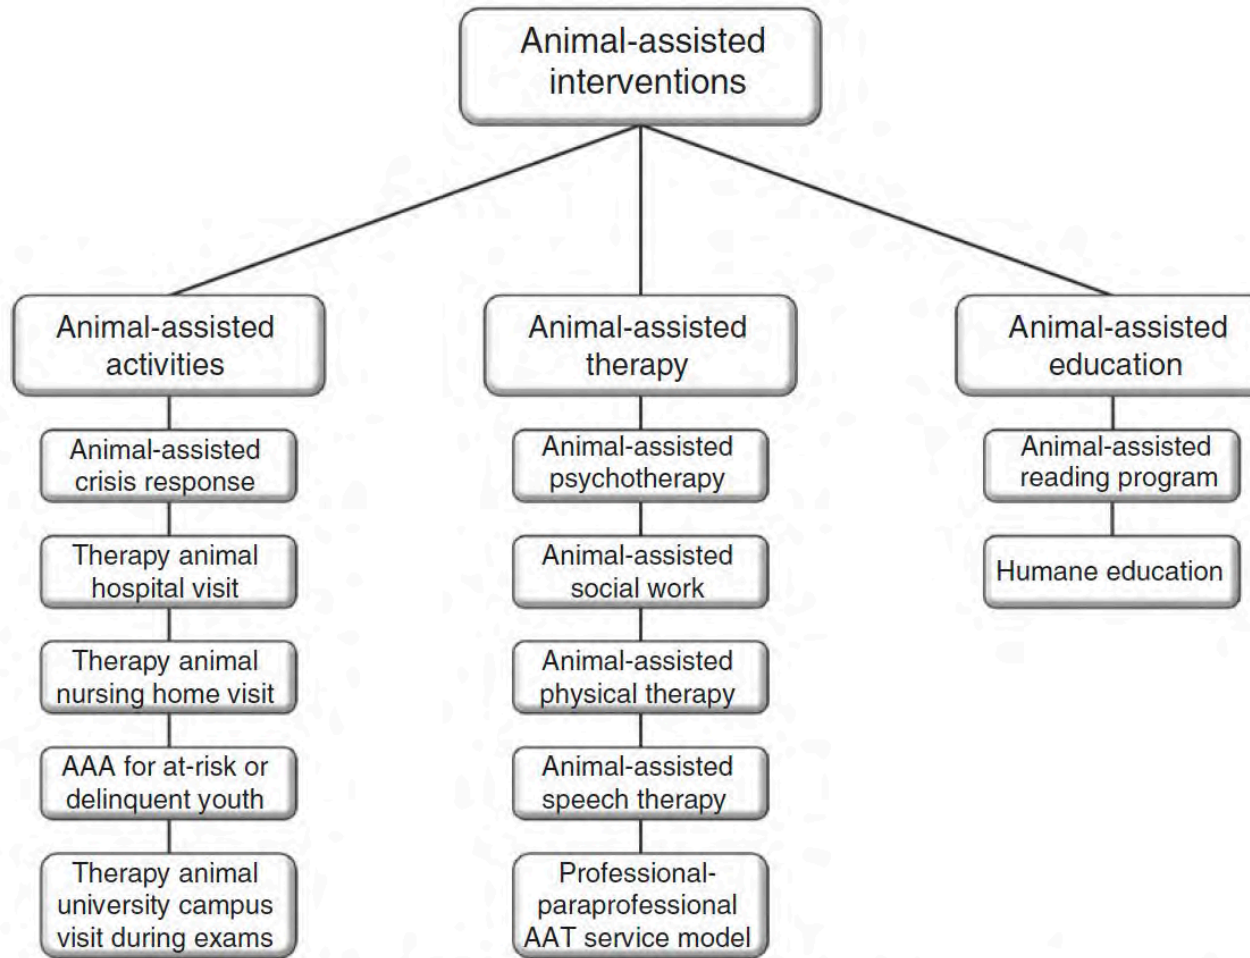 Animal-assisted
interventions
Animal-assisted
activities
Animal-assisted
crisis response
Therapy animal
hospital visit
Therapy animal
nursing home visit
AAA for at-risk or
delinquent youth
Therapy animal
university campus
visit during exams
Animal-assisted
therapy
Animal-assisted
psychotherapy
Animal-assisted
social work
Animal-assisted
physical therapy
Animal-assisted
speech therapy
Professional-
paraprofessional
AAT service model
Animal-assisted
education
Animal-assisted
reading program
Humane education